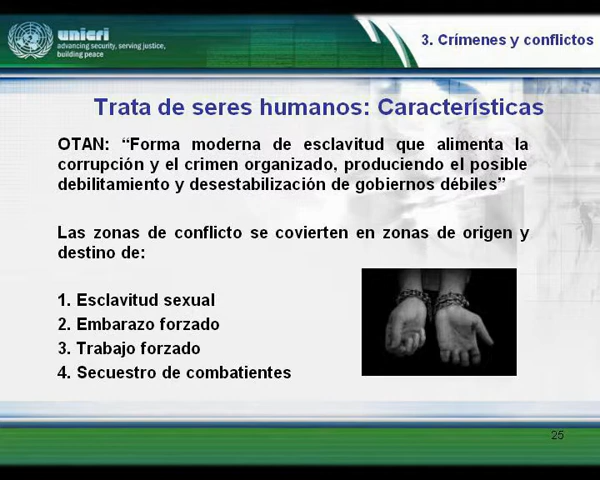 unicri
advancing security, serving justice,
building peace
3. Crímenes y conflictos
Trata de seres humanos: Características
OTAN: “Forma moderna de esclavitud que alimenta la
corrupción y el crimen organizado, produciendo el posible
debilitamiento y desestabilización de gobiernos débiles”
Las zonas de conflicto se covierten en zonas de origen y
destino de:
1. Esclavitud sexual
2. Embarazo forzado
3. Trabajo forzado
4. Secuestro de combatientes
25